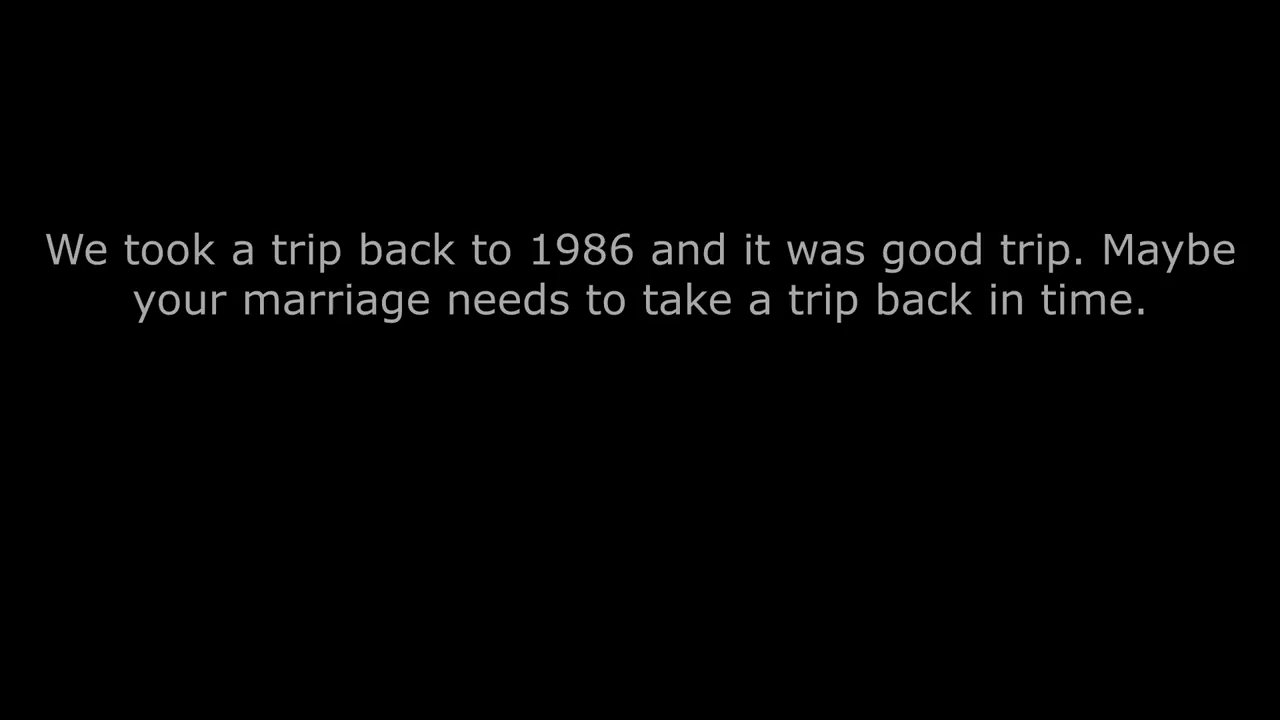 We took a trip back to 1986 and it was good trip. Maybe
your marriage needs to take a trip back in time.